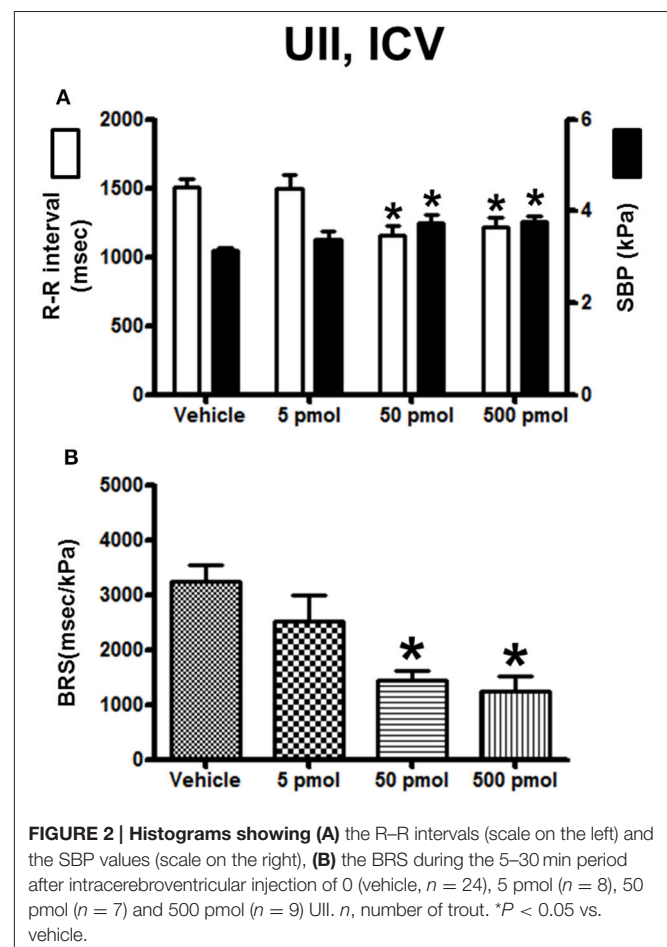 UII, ICV
A
R-R interval
(msec)
2000
1500
1000
500
0
* * * *
6
4
2
0
SBP
(kPa)
Vehicle 5 pmol 50 pmol 500 pmol
B
BRS(msec/kPa)
5000
4000
3000
2000
1000
0
* *
Vehicle 5 pmol 50 pmol 500 pmol
FIGURE 2 | Histograms showing (A) the R–R intervals (scale on the left) and
the SBP values (scale on the right), (B) the BRS during the 5–30 min period
after intracerebroventricular injection of 0 (vehicle, n = 24), 5 pmol (n = 8), 50
pmol (n = 7) and 500 pmol (n = 9) UII. n, number of trout. *P < 0.05 vs.
vehicle.